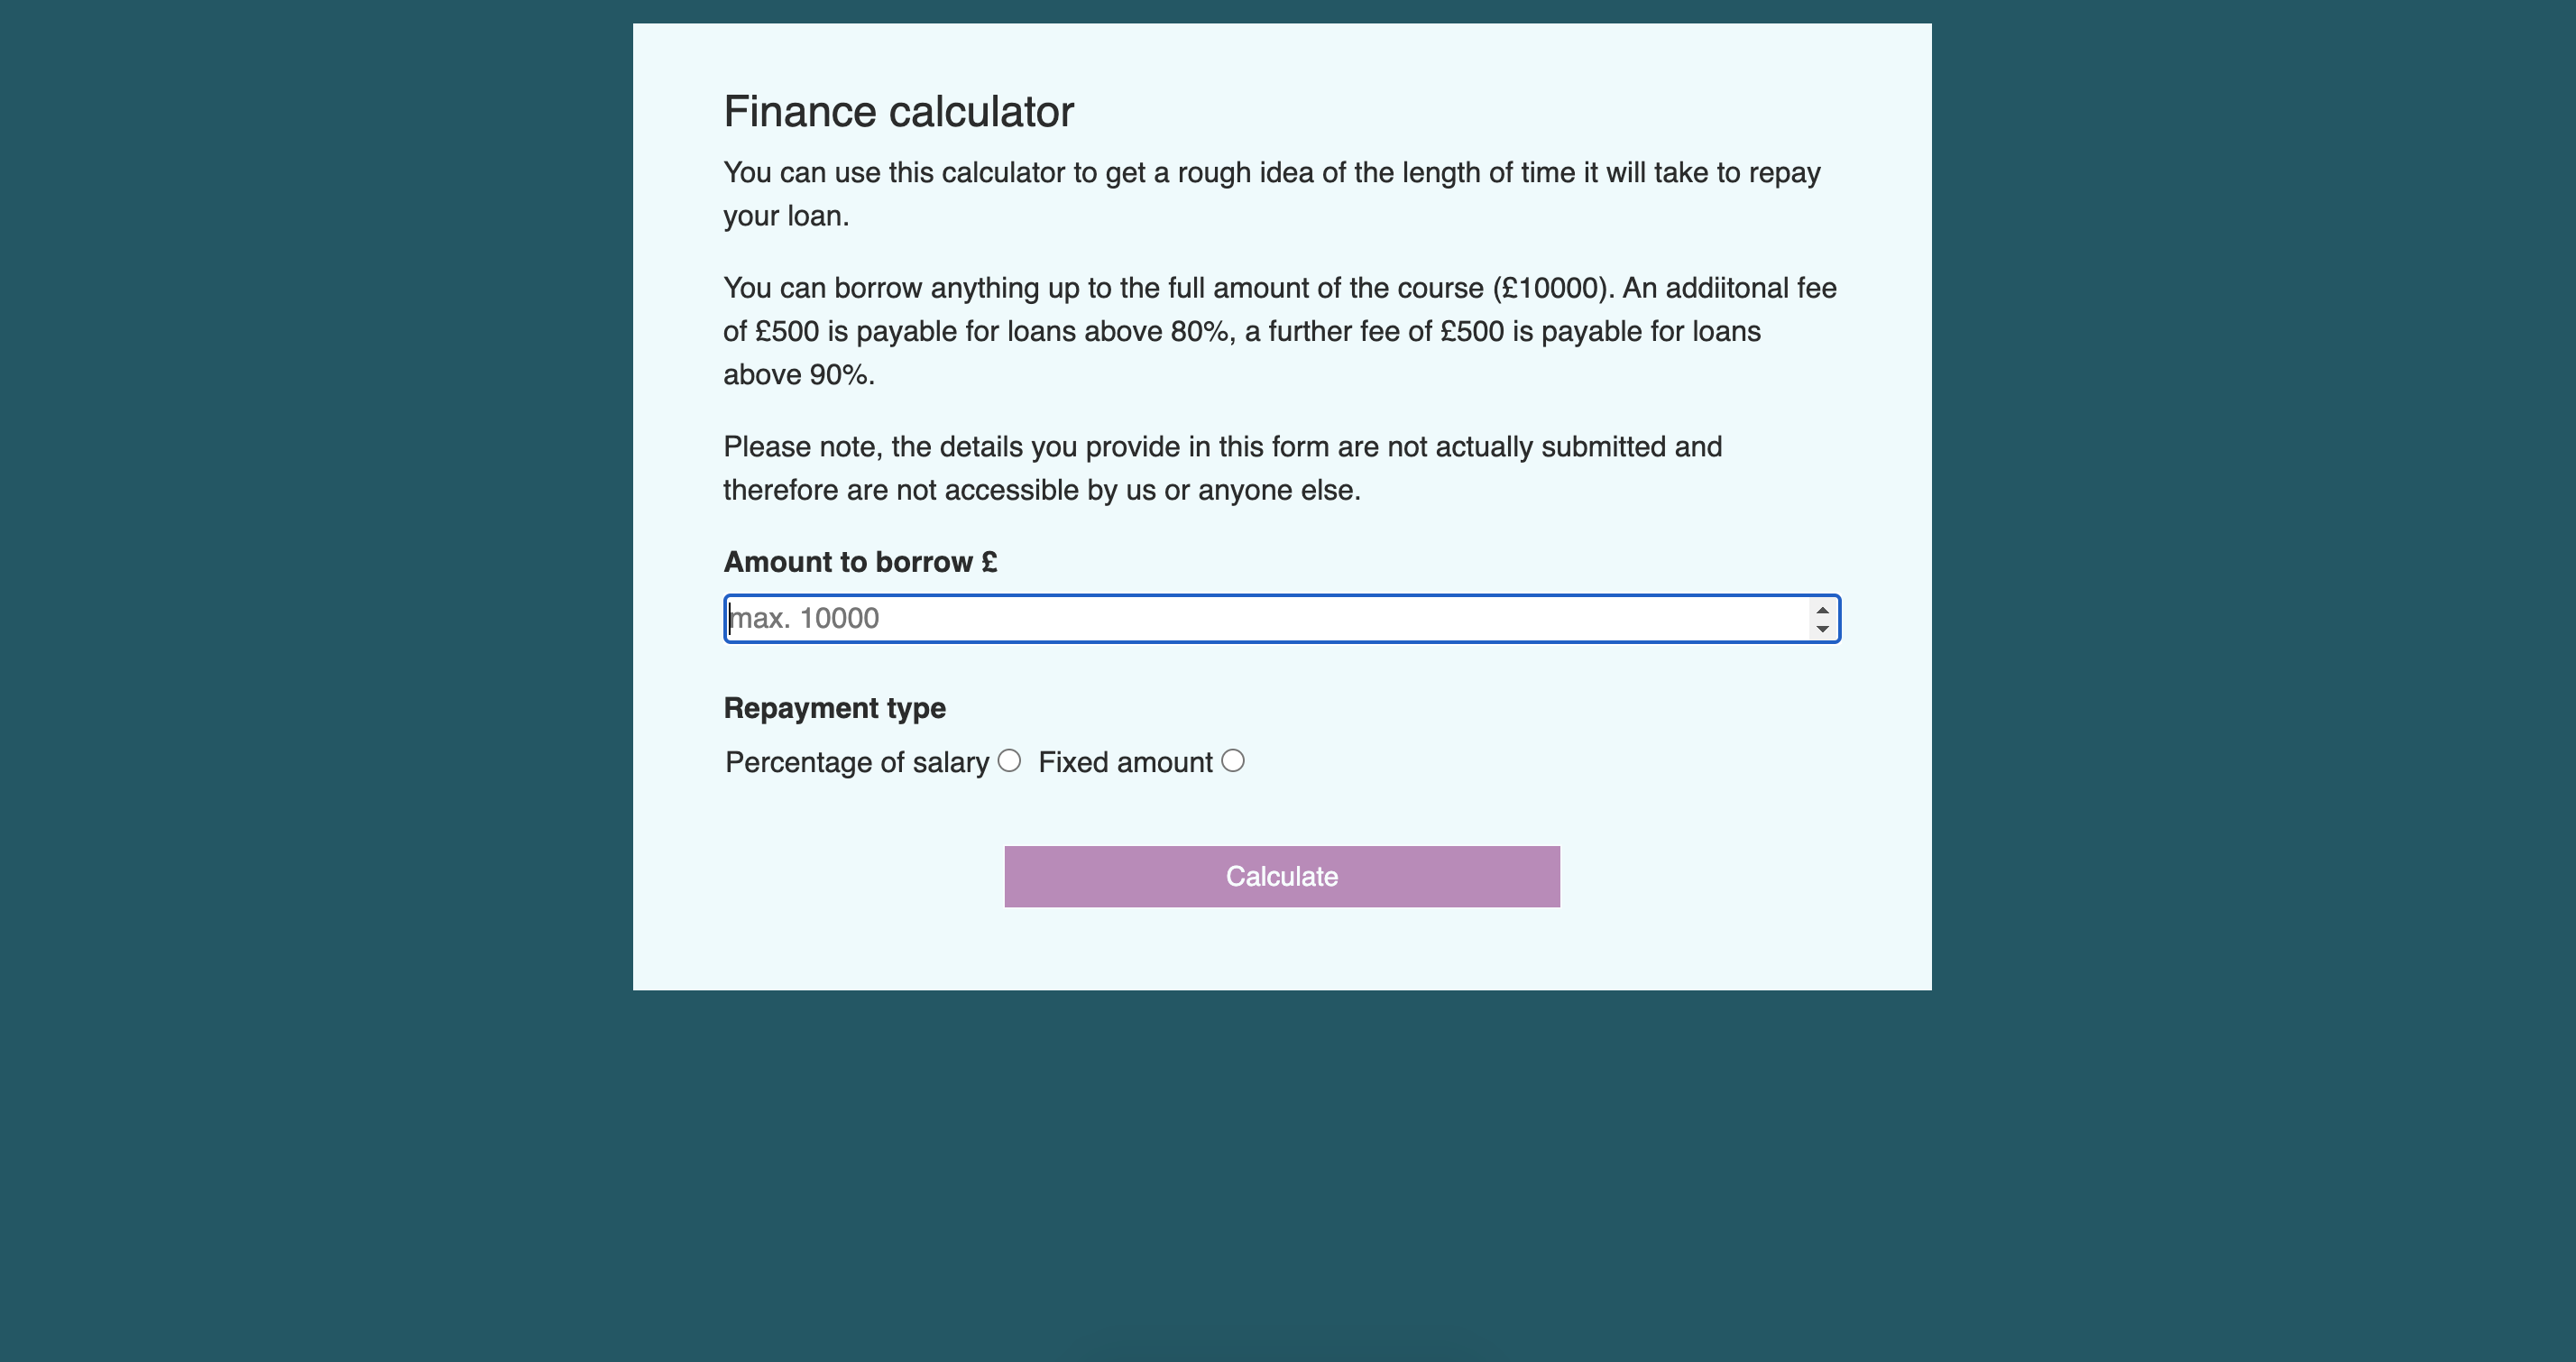 Finance calculator
You can use this calculator to get a rough idea of the length of time it will take to repay
your loan.
You can borrow anything up to the full amount of the course (£10000). An addiitonal fee
of £500 is payable for loans above 80%, a further fee of £500 is payable for loans
above 90%.
Please note, the details you provide in this form are not actually submitted and
therefore are not accessible by us or anyone else.
Amount to borrow £
max. 10000
Repayment type
Percentage of salary Fixed amount
Calculate